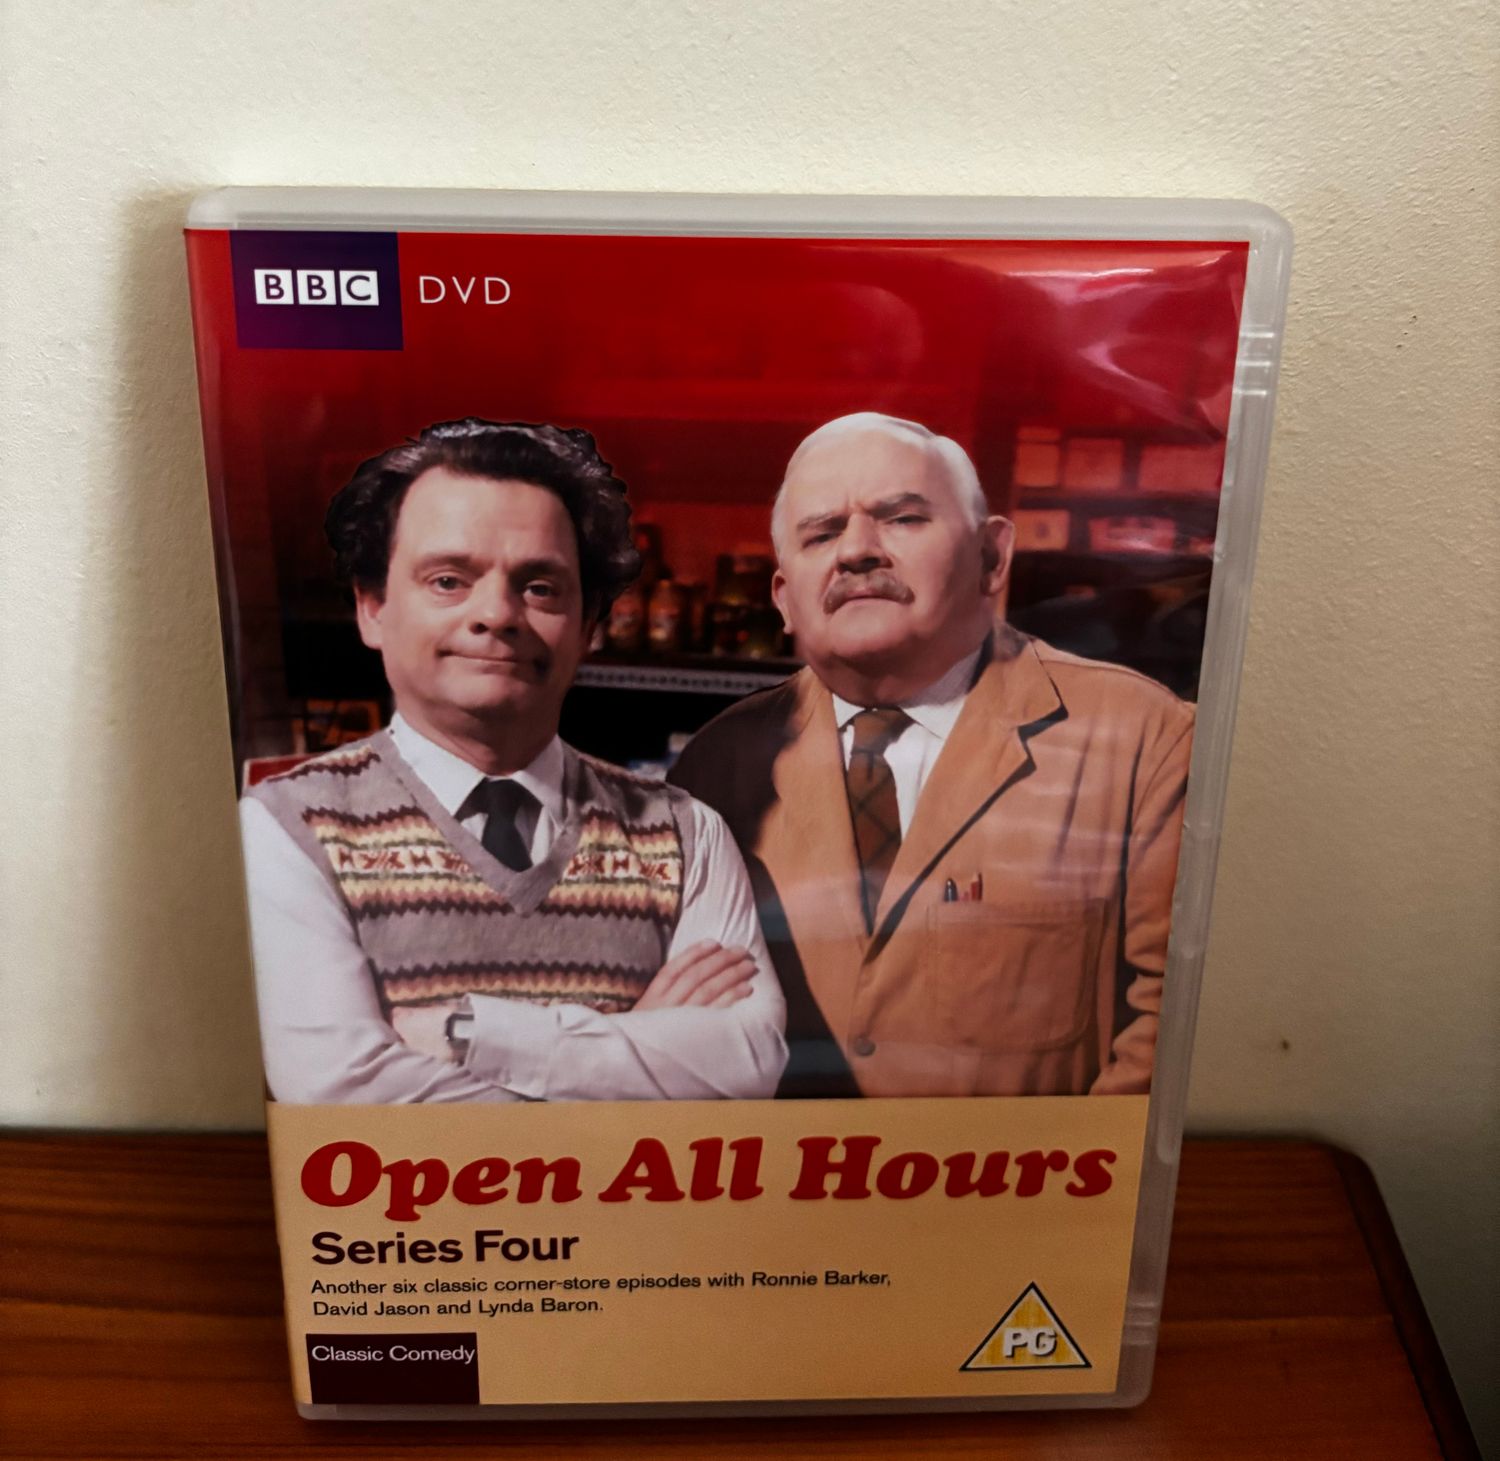 BBC DVD
Open All Hours
Series Four
Another six classic corner-store episodes with Ronnie Barker,
David Jason and Lynda Baron.
Classic Comedy
PG